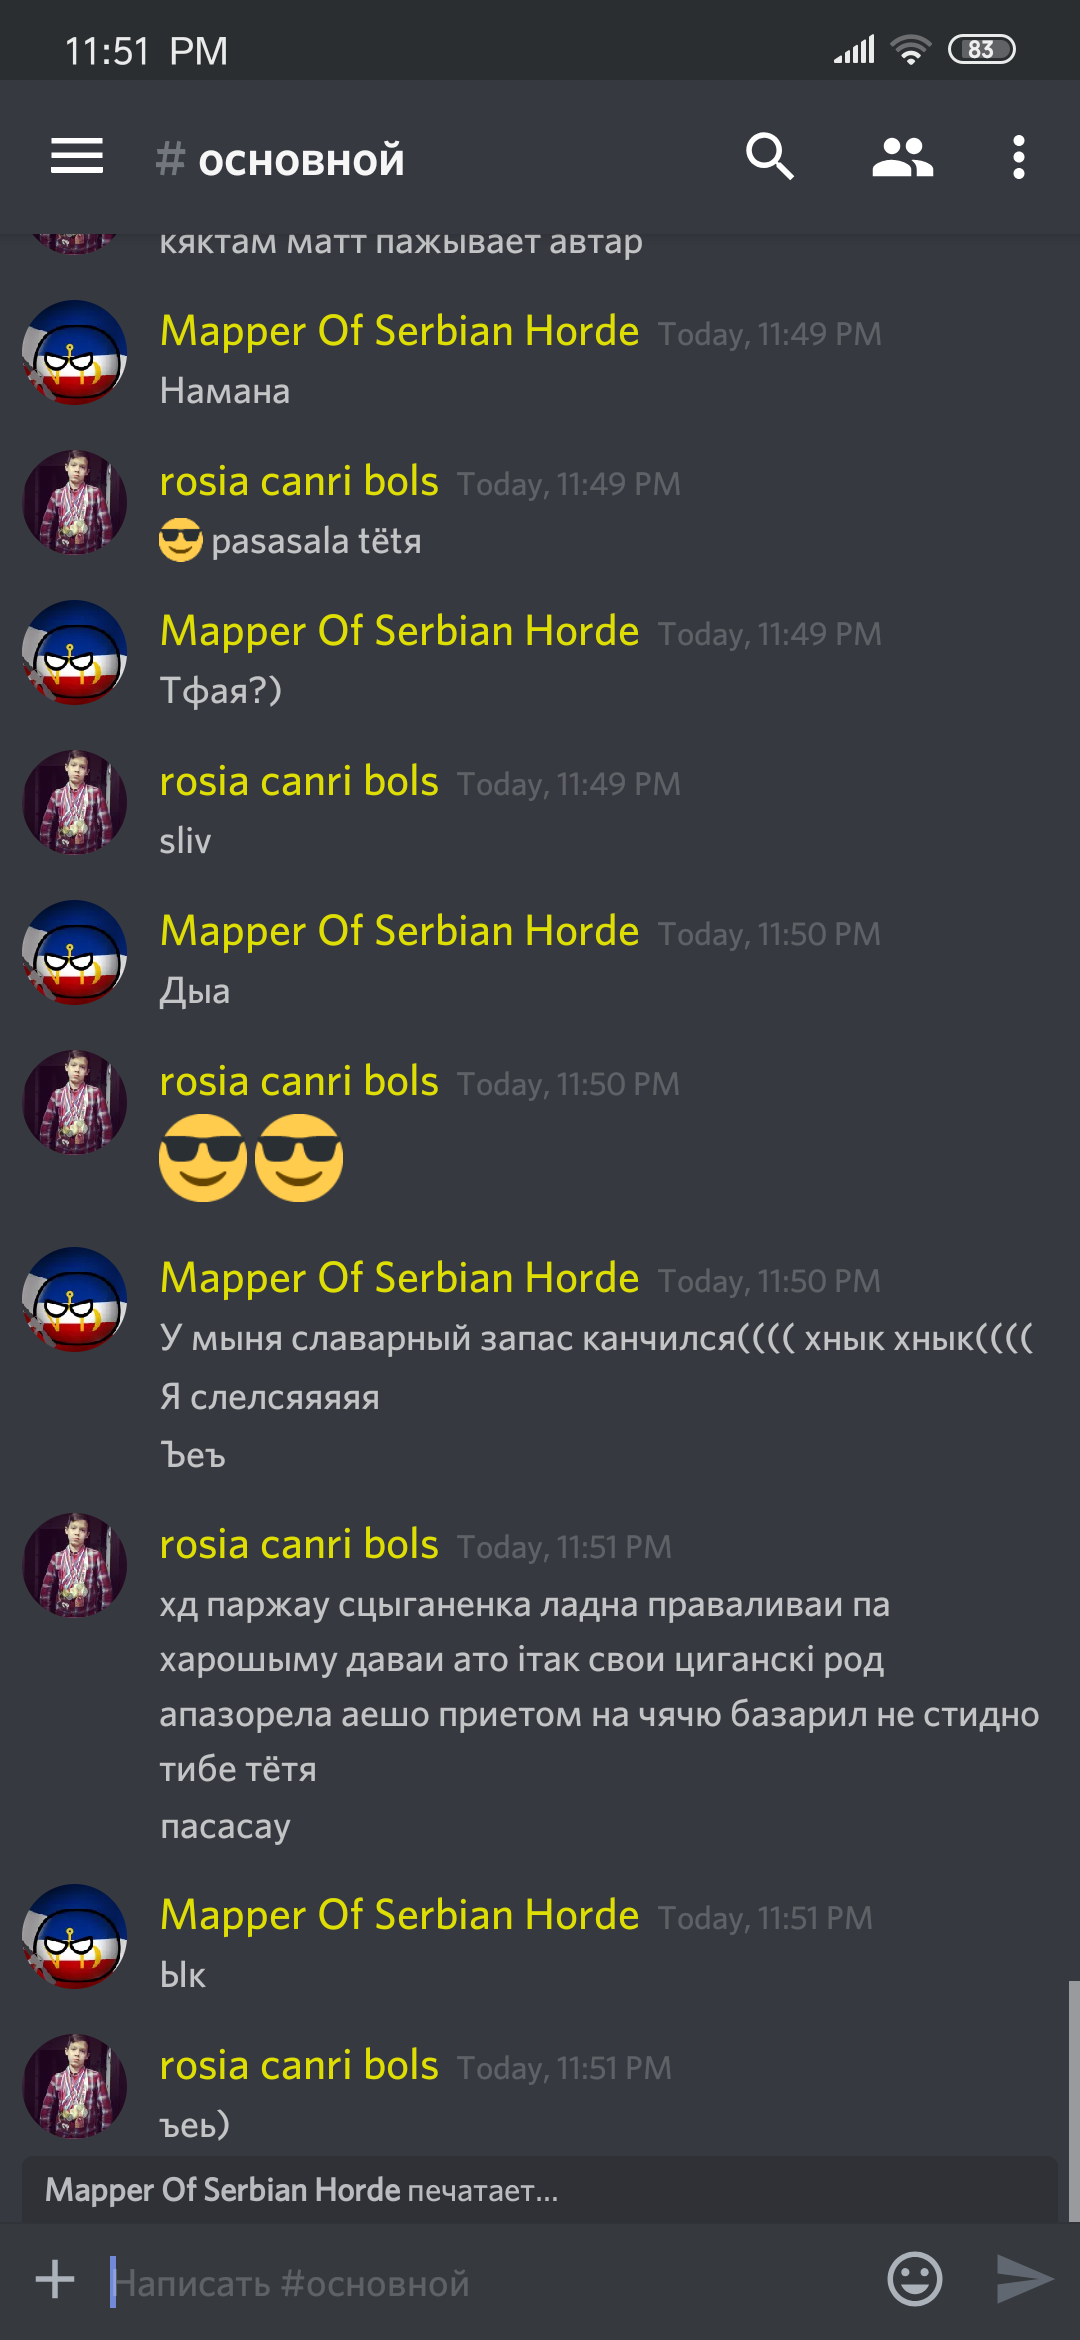 11:51 PM
83
# основной
кяктам матт пажывает автар
Mapper Of Serbian Horde Today, 11:49 PM
Намана
rosia canri bols Today, 11:49 PM
😎 pasasala tëtя
Mapper Of Serbian Horde Today, 11:49 PM
Тфая?)
rosia canri bols Today, 11:49 PM
sliv
Mapper Of Serbian Horde Today, 11:50 PM
Дыа
rosia canri bols Today, 11:50 PM
😎😎
Mapper Of Serbian Horde Today, 11:50 PM
У мыня славарный запас канчился(((( хнык хнык((((
Я слелсяяяяя
Ъеъ
rosia canri bols Today, 11:51 PM
хд паржау сцыганенка ладна праваливаи па
харошыму даваи ато iтак свои циганскi род
апазорела аешо приетом на чячю базарил не стидно
тибе тётя
пасасау
Mapper Of Serbian Horde Today, 11:51 PM
Ык
rosia canri bols Today, 11:51 PM
ъеь)
Mapper Of Serbian Horde печатает...
Написать #основной